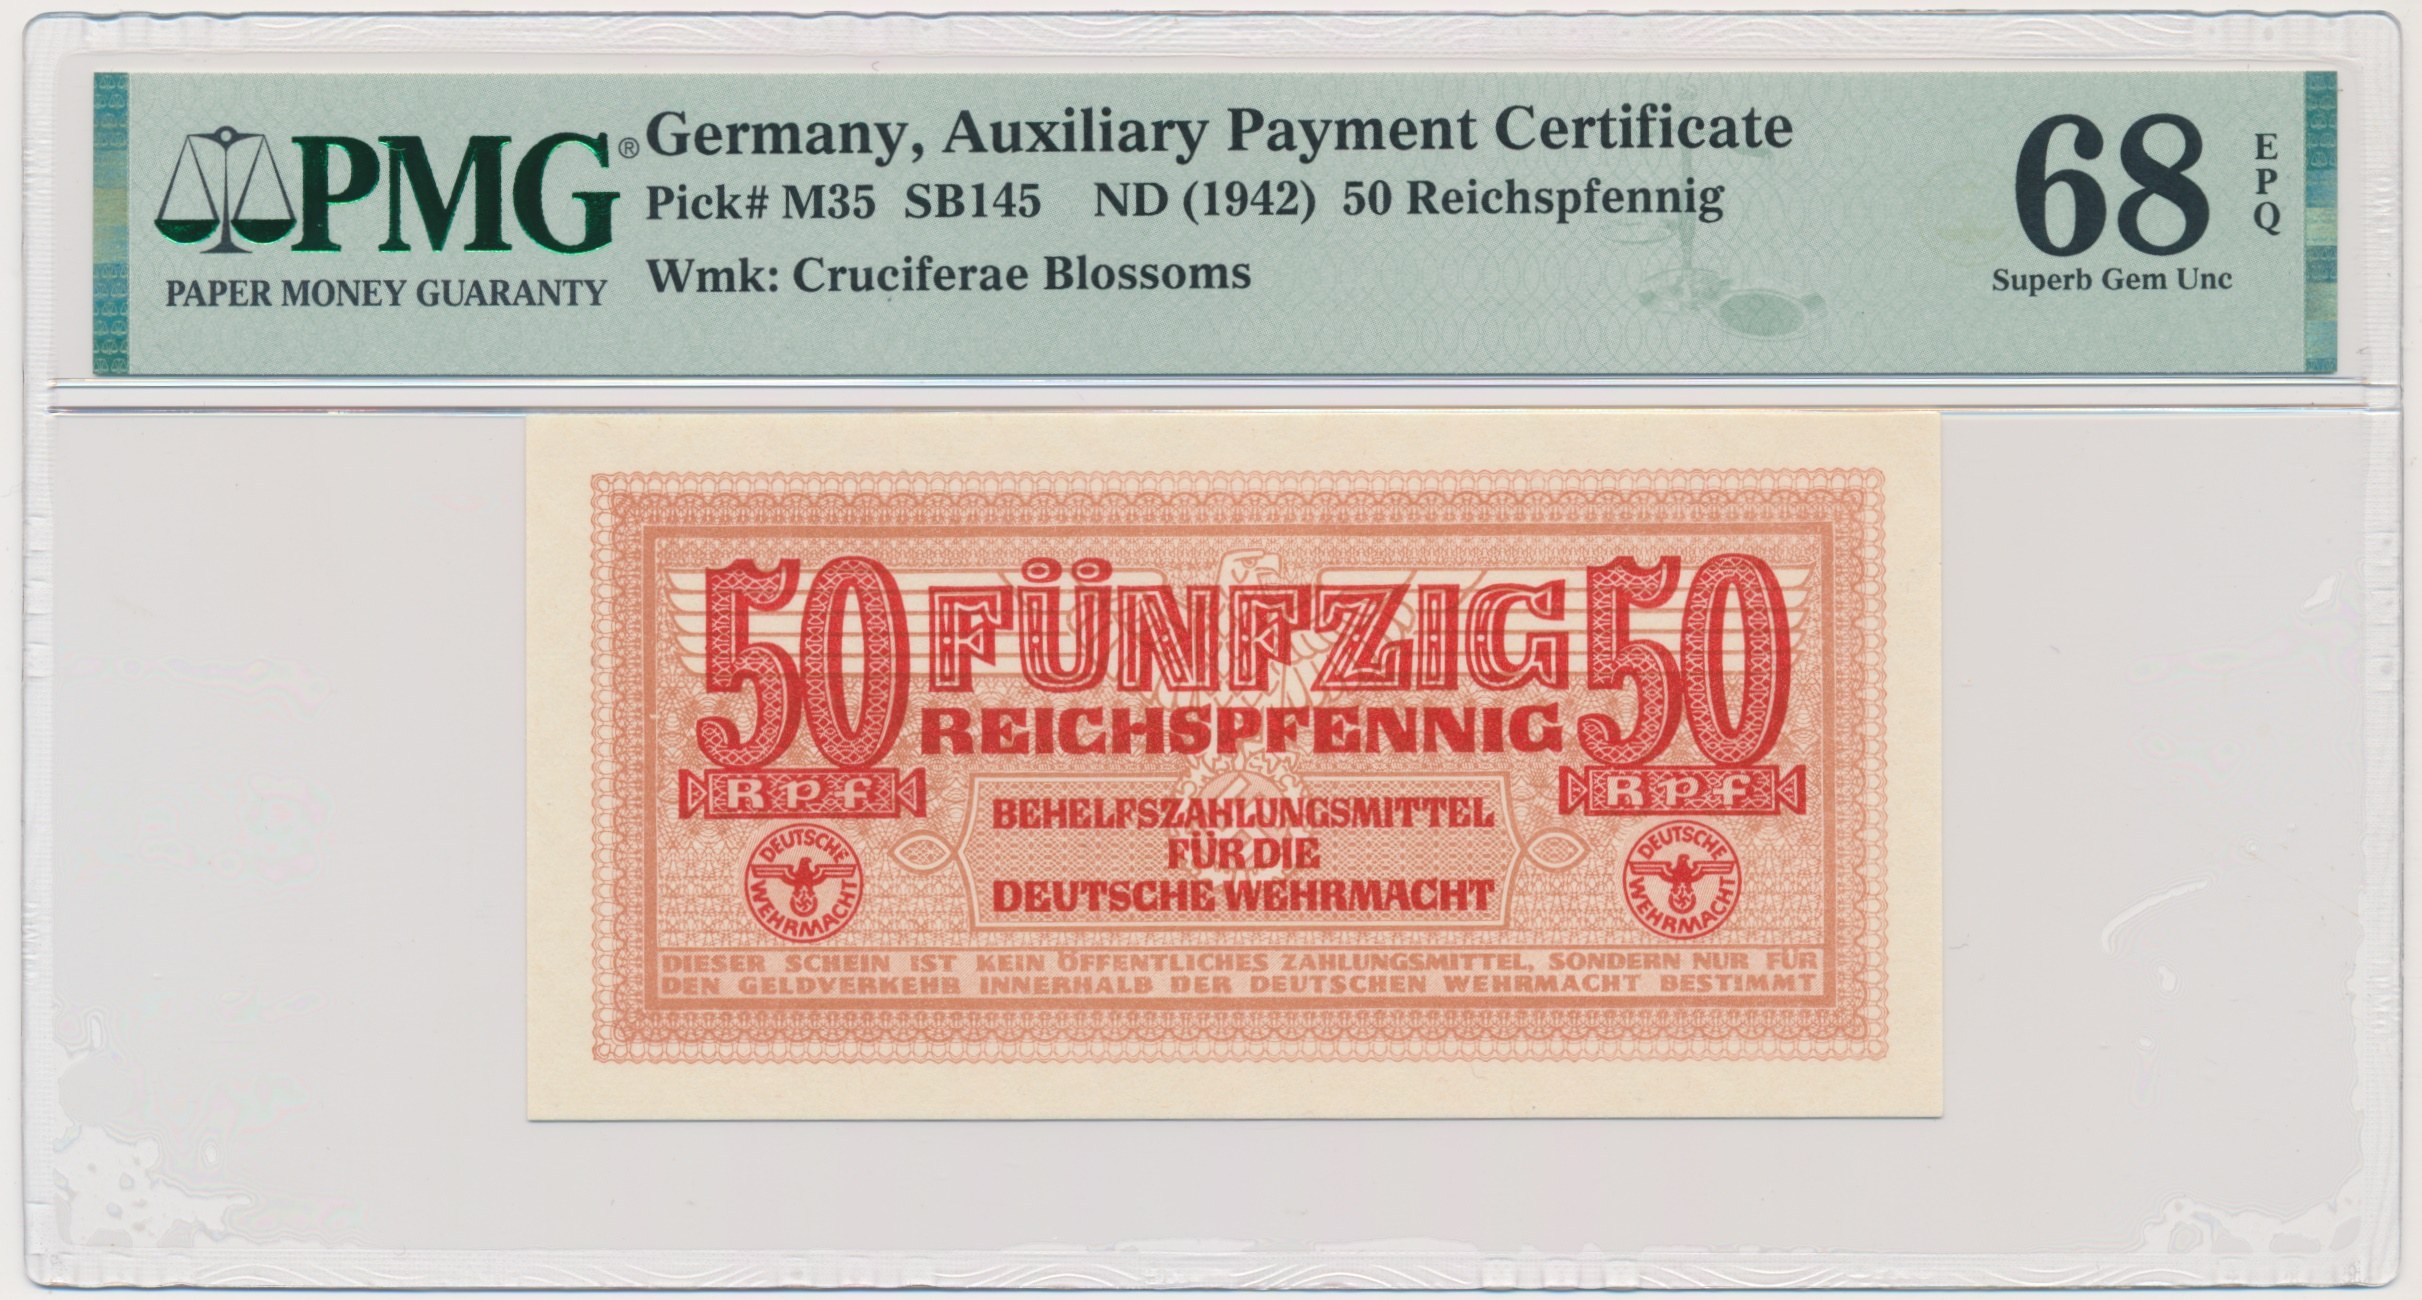 PMG®
PAPER MONEY GUARANTY
Germany, Auxiliary Payment Certificate
Pick# M35 SB145 ND (1942) 50 Reichspfennig
Wmk: Cruciferae Blossoms
68
EPQ
Superb Gem Unc
50 FÜNFZIG 50
REICHSPFENNIG
Rpf Rpf
BEHELFSZAHLUNGSMITTEL
FÜR DIE
DEUTSCHE WEHRMACHT
DEUTSCHE WEHRMACHT
DEUTSCHE WEHRMACHT
DIESER SCHEIN IST KEIN ÖFFENTLICHES ZAHLUNGSMITTEL, SONDERN NUR FÜR
DEN GELDVERKEHR INNERHALB DER DEUTSCHEN WEHRMACHT BESTIMMT